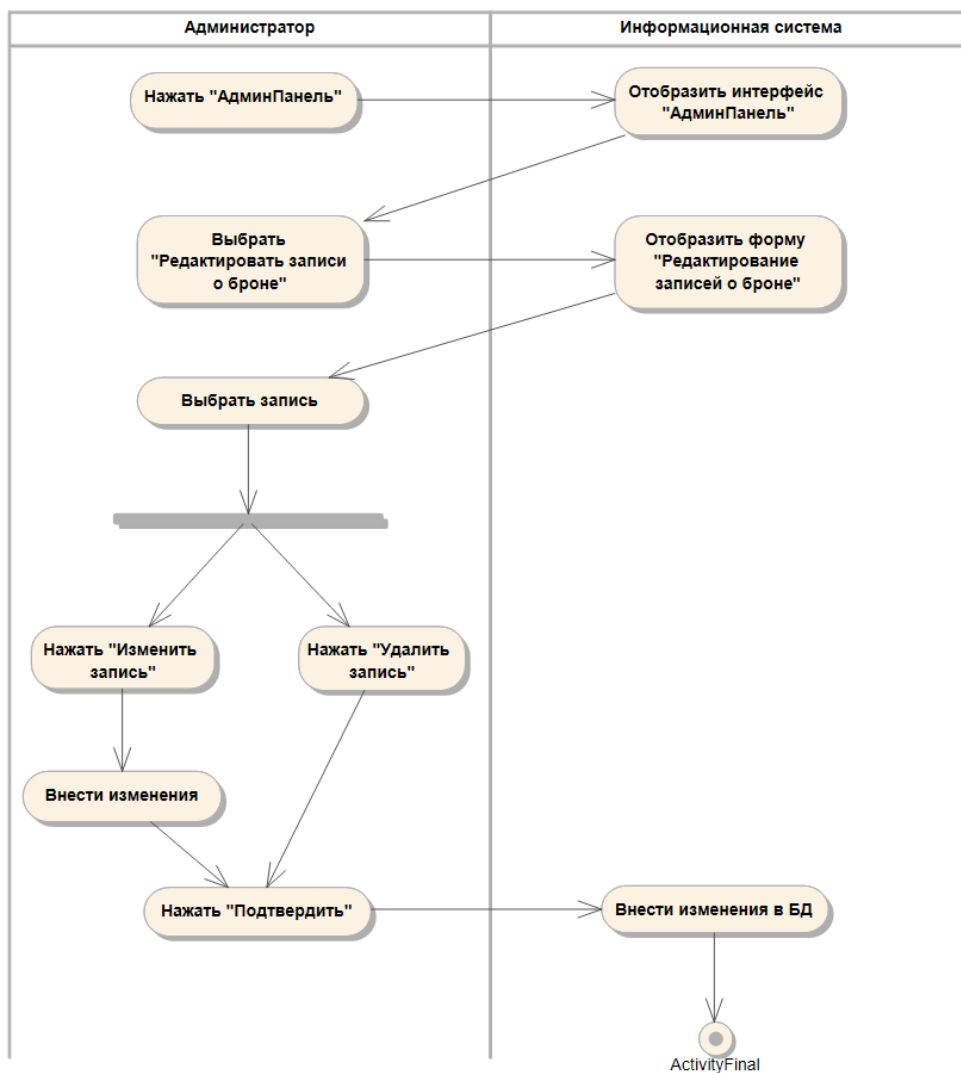 Администратор
Информационная система
Нажать "АдминПанель"
Отобразить интерфейс
"АдминПанель"
Выбрать
"Редактировать записи
о броне"
Отобразить форму
"Редактирование
записей о броне"
Выбрать запись
Нажать "Изменить
запись"
Нажать "Удалить
запись"
Внести изменения
Нажать "Подтвердить"
Внести изменения в БД
ActivityFinal